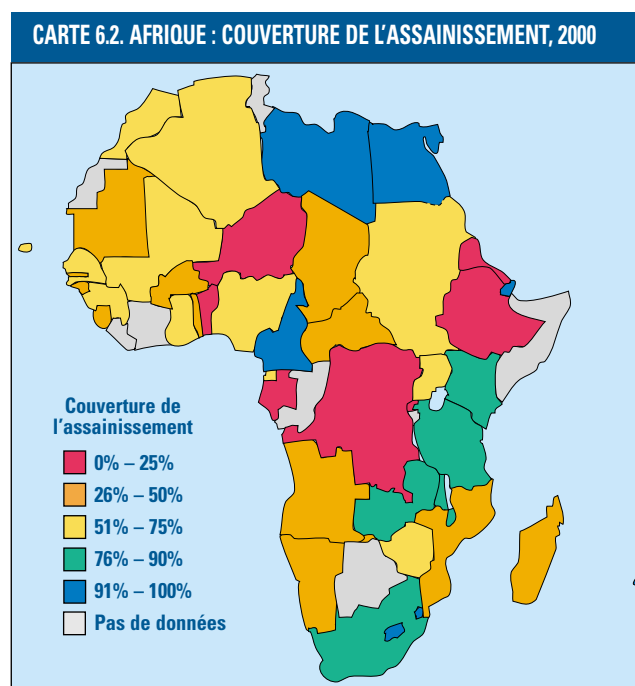 CARTE 6.2. AFRIQUE : COUVERTURE DE L'ASSAINISSEMENT, 2000
Couverture de
l'assainissement
0% – 25%
26% – 50%
51% – 75%
76% – 90%
91% – 100%
Pas de données